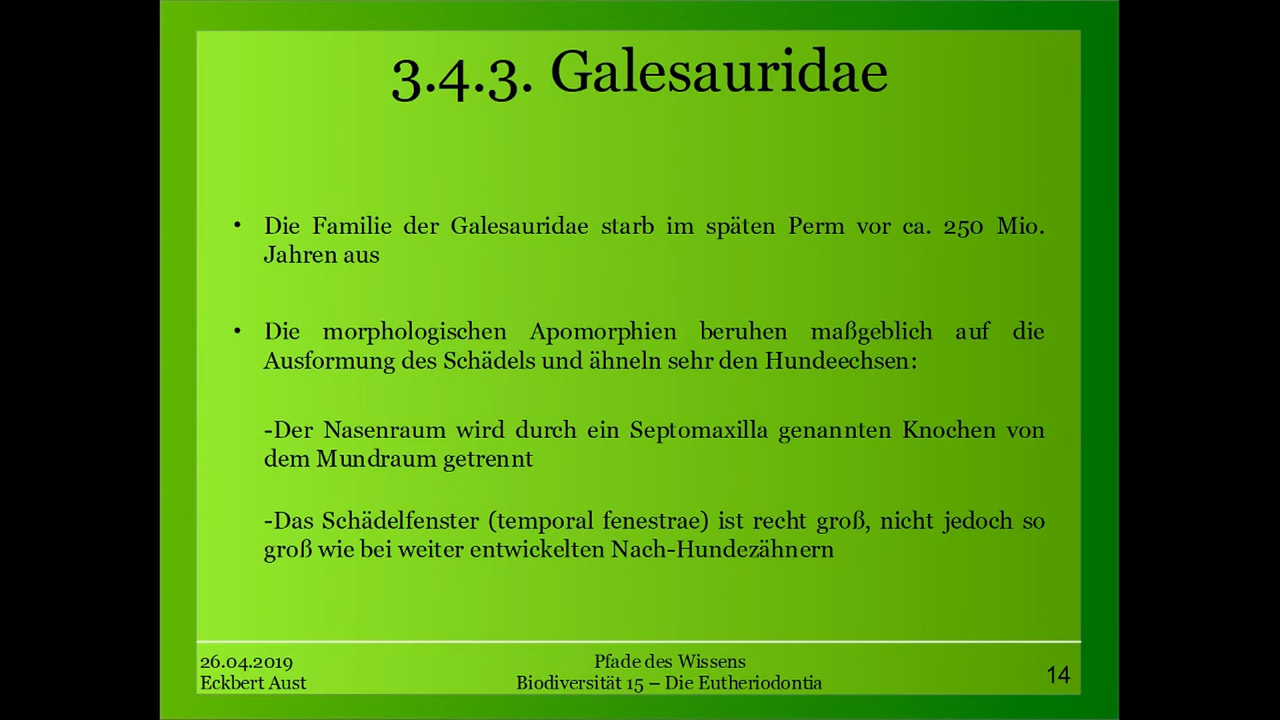 3.4.3. Galesauridae
• Die Familie der Galesauridae starb im späten Perm vor ca. 250 Mio.
Jahren aus
• Die morphologischen Apomorphien beruhen maßgeblich auf die
Ausformung des Schädels und ähneln sehr den Hundeechsen:
-Der Nasenraum wird durch ein Septomaxilla genannten Knochen von
dem Mundraum getrennt
-Das Schädelfenster (temporal fenestrae) ist recht groß, nicht jedoch so
groß wie bei weiter entwickelten Nach-Hundezähnern
26.04.2019
Eckbert Aust
Pfade des Wissens
Biodiversität 15 – Die Eutheriodontia
14